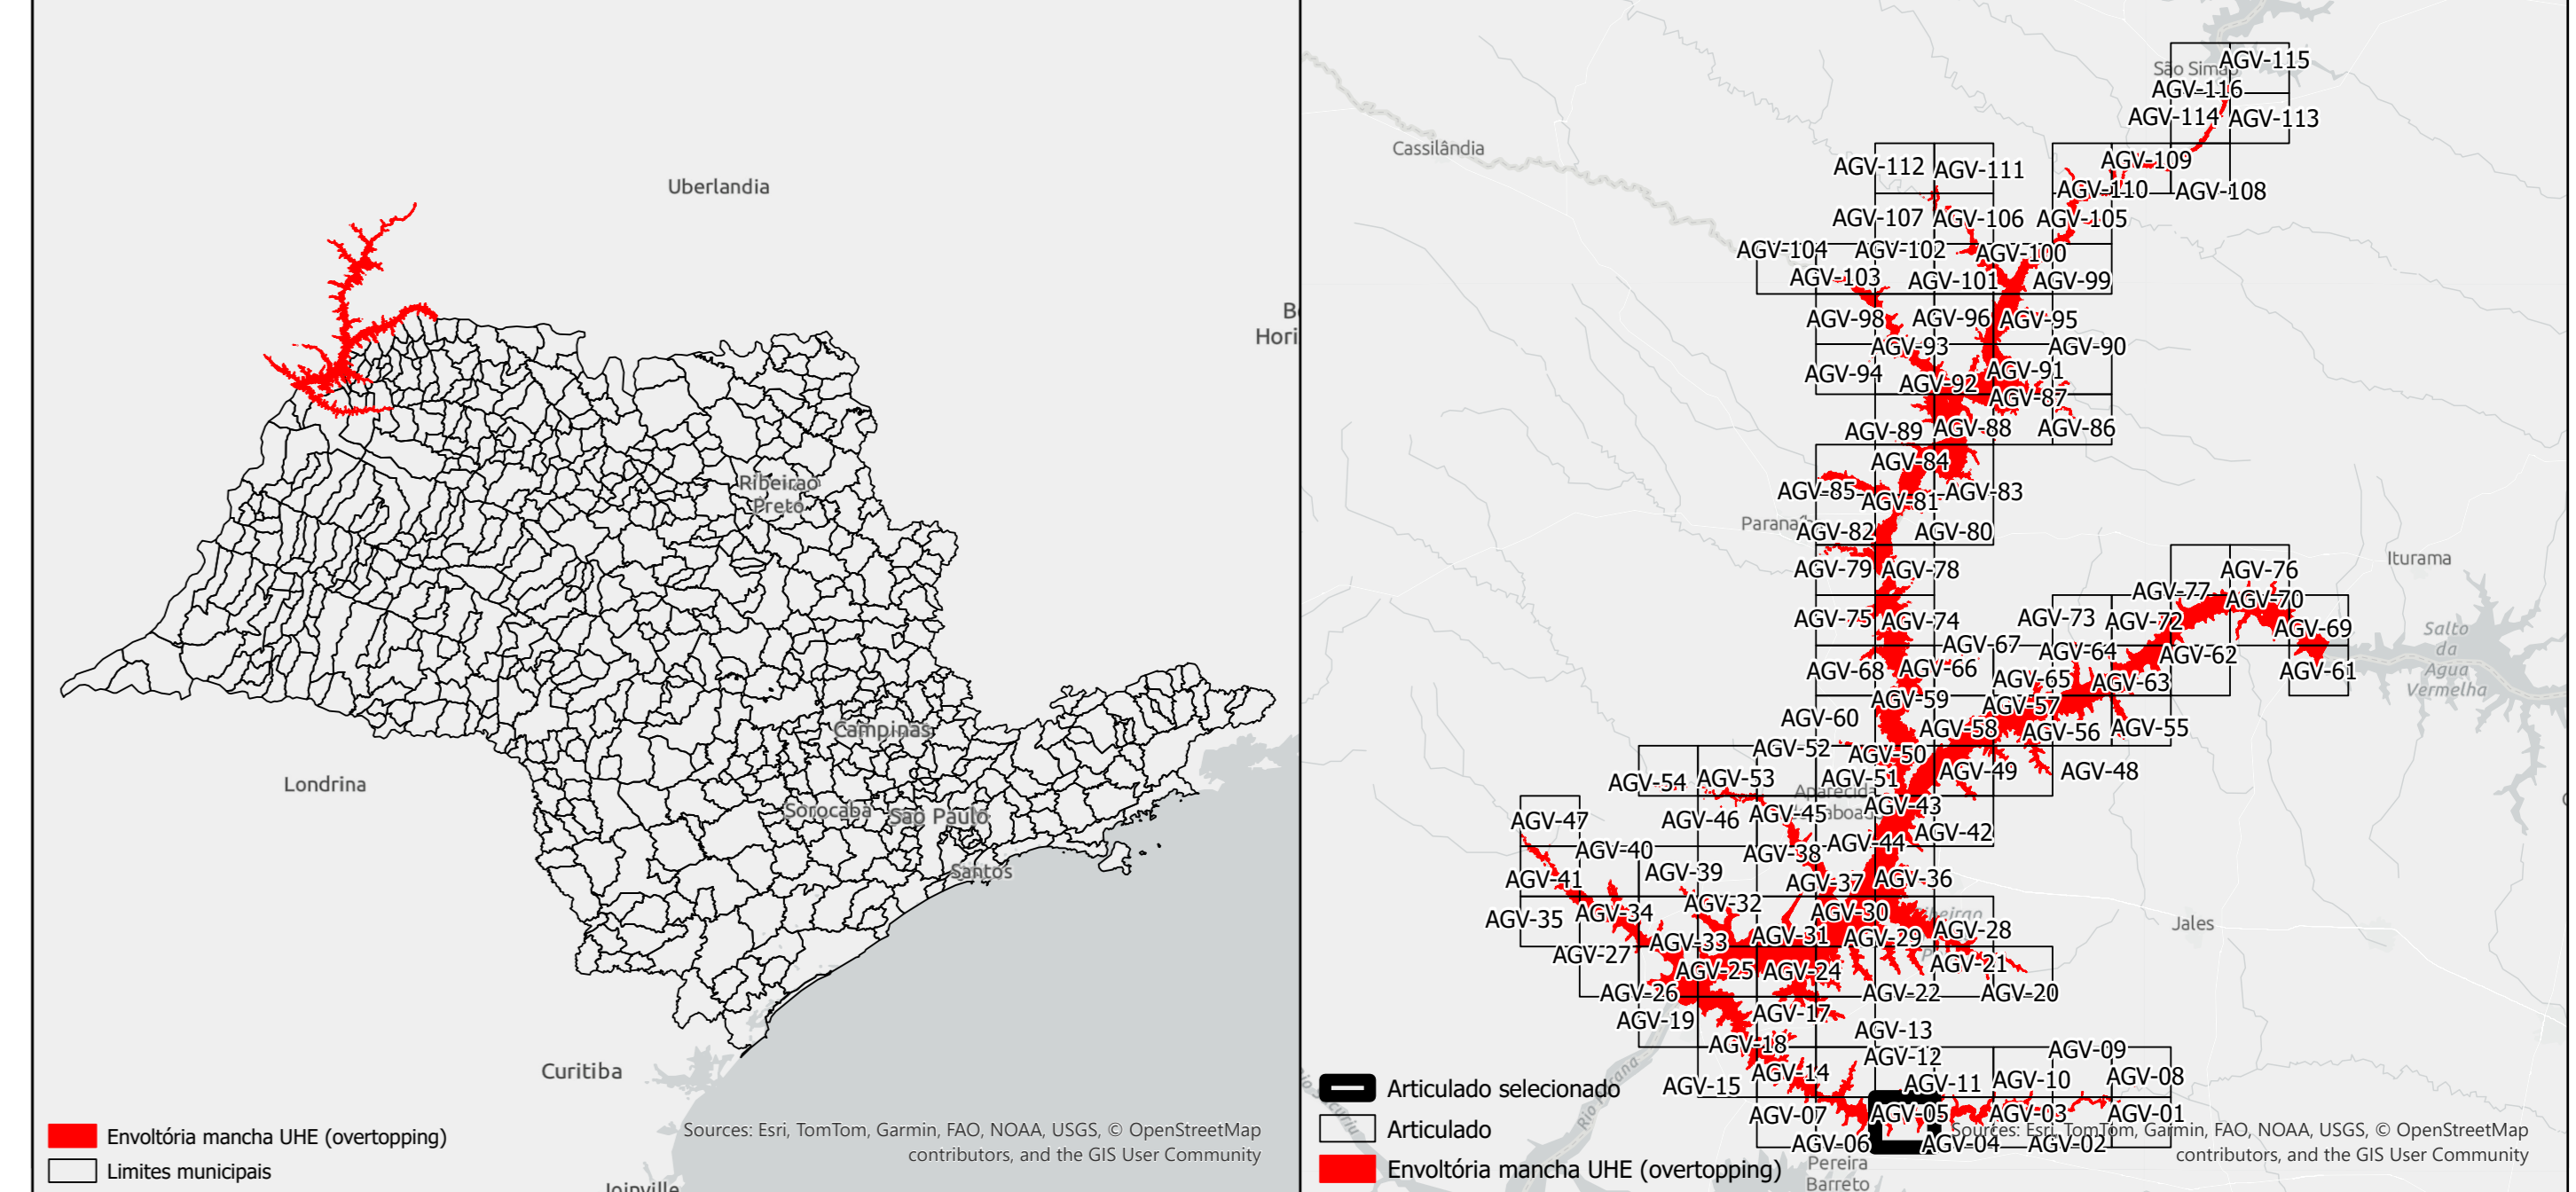 Uberlandia
Hori
Ribeirao
Preto
Campinas
Londrina
Sorocaba
Sao Paulo
Santos
Curitiba
Joinville
Envoltória mancha UHE (overtopping)
Limites municipais
Sources: Esri, TomTom, Garmin, FAO, NOAA, USGS, © OpenStreetMap
contributors, and the GIS User Community
AGV-115
São Simão
AGV-116
AGV-114
AGV-113
Cassilândia
AGV-109
AGV-112
AGV-111
AGV-110
AGV-108
AGV-107
AGV-106
AGV-105
AGV-104
AGV-102
AGV-100
AGV-103
AGV-101
AGV-99
AGV-98
AGV-96
AGV-95
AGV-93
AGV-90
AGV-94
AGV-92
AGV-91
AGV-87
AGV-89
AGV-88
AGV-86
AGV-84
AGV-85
AGV-81
AGV-83
Paranaíb
AGV-82
AGV-80
Iturama
AGV-79
AGV-78
AGV-76
AGV-77
AGV-70
AGV-75
AGV-74
AGV-73
AGV-72
AGV-69
Salto
da
Agua
Vermelha
AGV-67
AGV-64
AGV-62
AGV-68
AGV-66
AGV-65
AGV-63
AGV-61
AGV-59
AGV-57
AGV-60
AGV-58
AGV-56
AGV-55
AGV-52
AGV-50
AGV-54
AGV-53
AGV-51
AGV-49
AGV-48
Aparecida
aboad
AGV-43
AGV-47
AGV-46
AGV-45
AGV-42
AGV-40
AGV-38
AGV-44
AGV-41
AGV-39
AGV-37
AGV-36
AGV-35
AGV-34
AGV-32
AGV-30
Ribeirao
Jales
AGV-33
AGV-31
AGV-29
AGV-28
AGV-27
AGV-25
AGV-24
AGV-21
AGV-26
AGV-22
AGV-20
AGV-19
AGV-17
AGV-13
AGV-18
AGV-12
AGV-09
AGV-15
AGV-14
AGV-11
AGV-10
AGV-08
Rio Parana
Rio Sucuriu
AGV-07
AGV-05
AGV-03
AGV-01
AGV-06
AGV-04
AGV-02
Pereira
Barreto
Articulado selecionado
Articulado
Envoltória mancha UHE (overtopping)
Sources: Esri, TomTom, Garmin, FAO, NOAA, USGS, © OpenStreetMap
contributors, and the GIS User Community